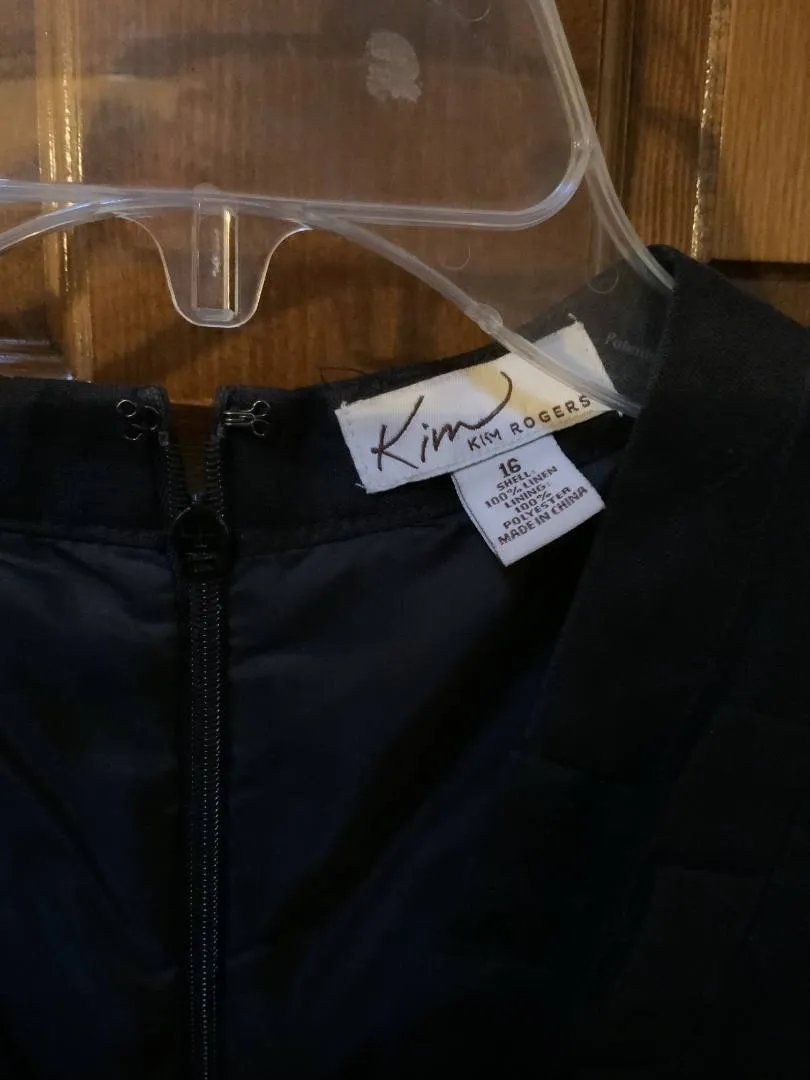 Kim
KIM ROGERS
16
SHELL:
100% LINEN
LINING:
100%
POLYESTER
MADE IN CHINA